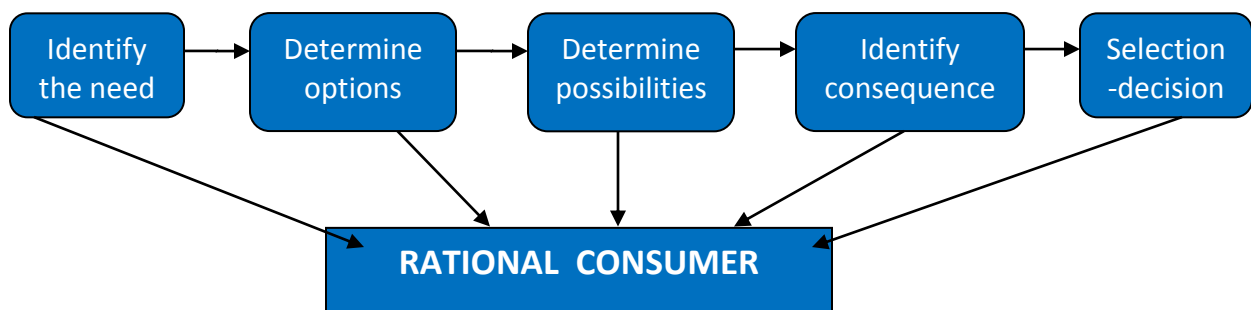 Identify
the need
Determine
options
Determine
possibilities
Identify
consequence
Selection
-decision
RATIONAL CONSUMER